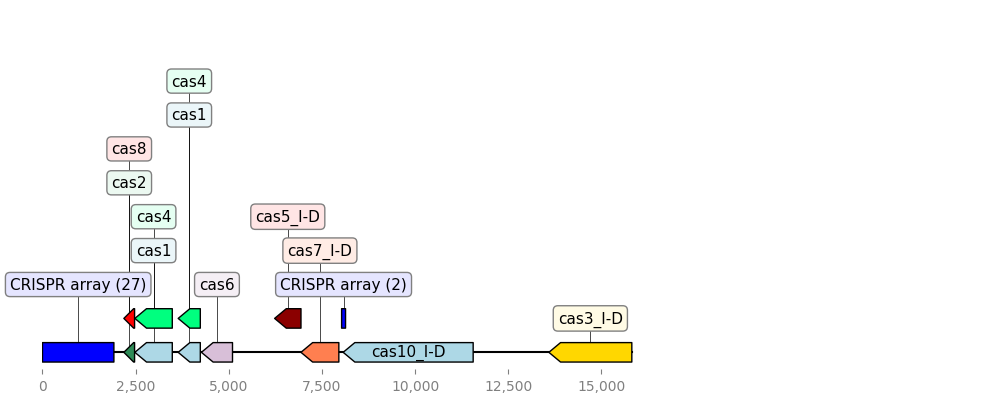 cas4
cas1
cas8
cas2
cas4
cas5_I-D
cas1
cas7_I-D
CRISPR array (27)
cas6
CRISPR array (2)
cas3_I-D
cas10_I-D
0
2,500
5,000
7,500
10,000
12,500
15,000